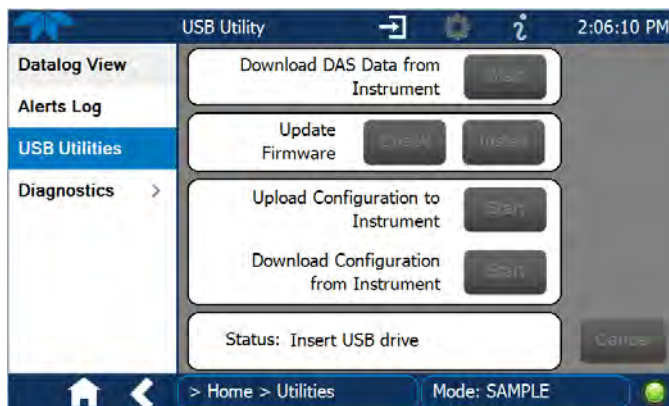 USB Utility
2:06:10 PM
Datalog View
Alerts Log
USB Utilities
Diagnostics >
Download DAS Data from
Instrument
Start
Update
Firmware
Check
Install
Upload Configuration to
Instrument
Start
Download Configuration
from Instrument
Start
Status: Insert USB drive
Cancel
> Home > Utilities
Mode: SAMPLE